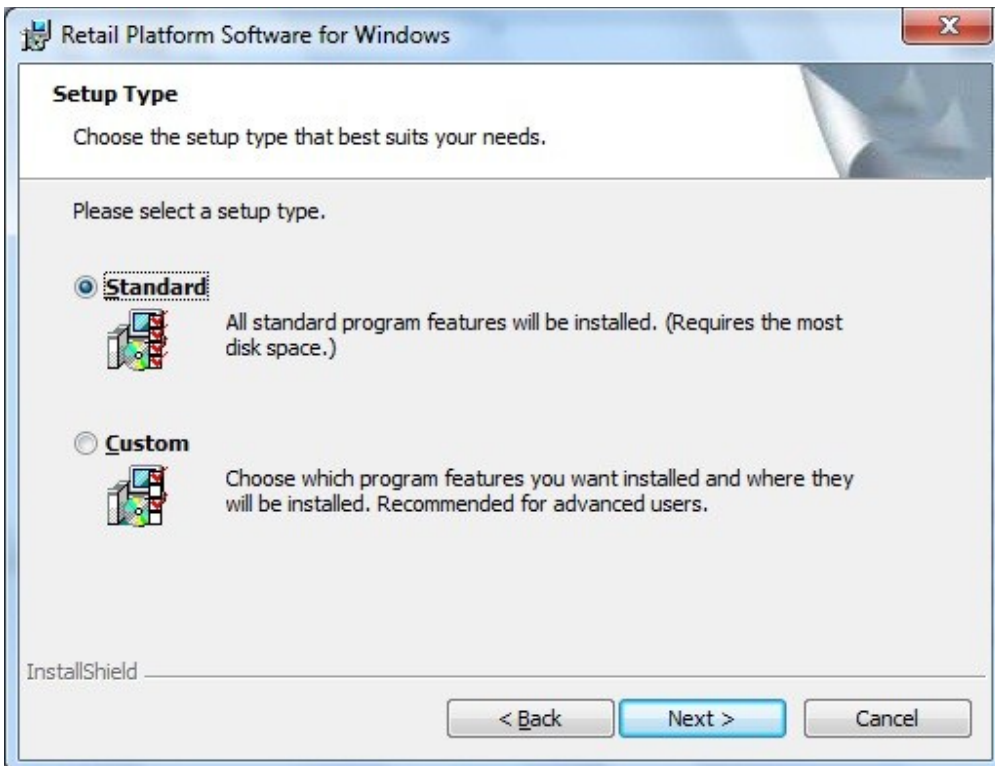 Retail Platform Software for Windows
Setup Type
Choose the setup type that best suits your needs.
Please select a setup type.
Standard
All standard program features will be installed. (Requires the most
disk space.)
Custom
Choose which program features you want installed and where they
will be installed. Recommended for advanced users.
InstallShield
< Back Next > Cancel